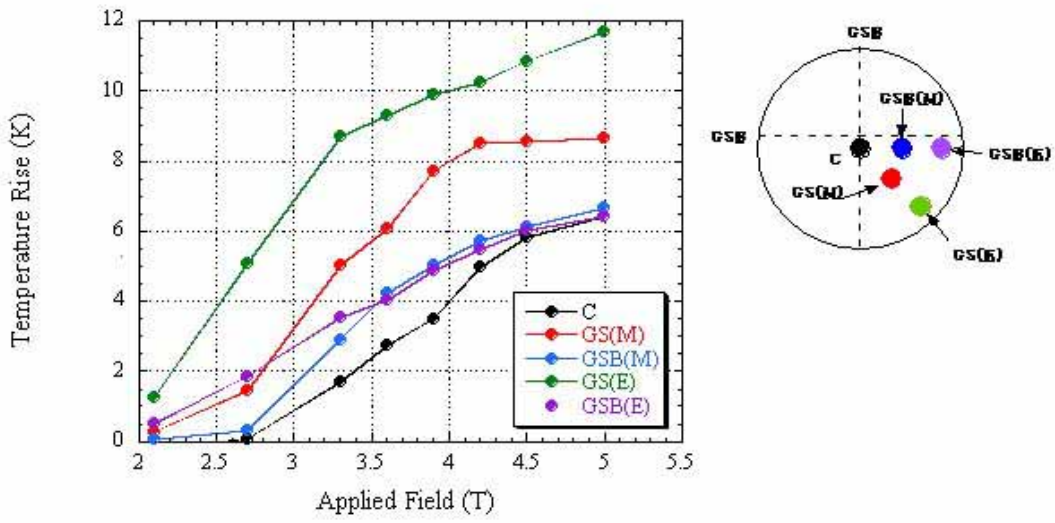 12
10
8
6
4
2
0
2
2.5
3
3.5
4
4.5
5
5.5
Temperature Rise (K)
Applied Field (T)
C
GS(M)
GSB(M)
GS(E)
GSB(E)
GSB
GSB
GSB(M)
C
GSB(E)
GS(M)
GS(E)